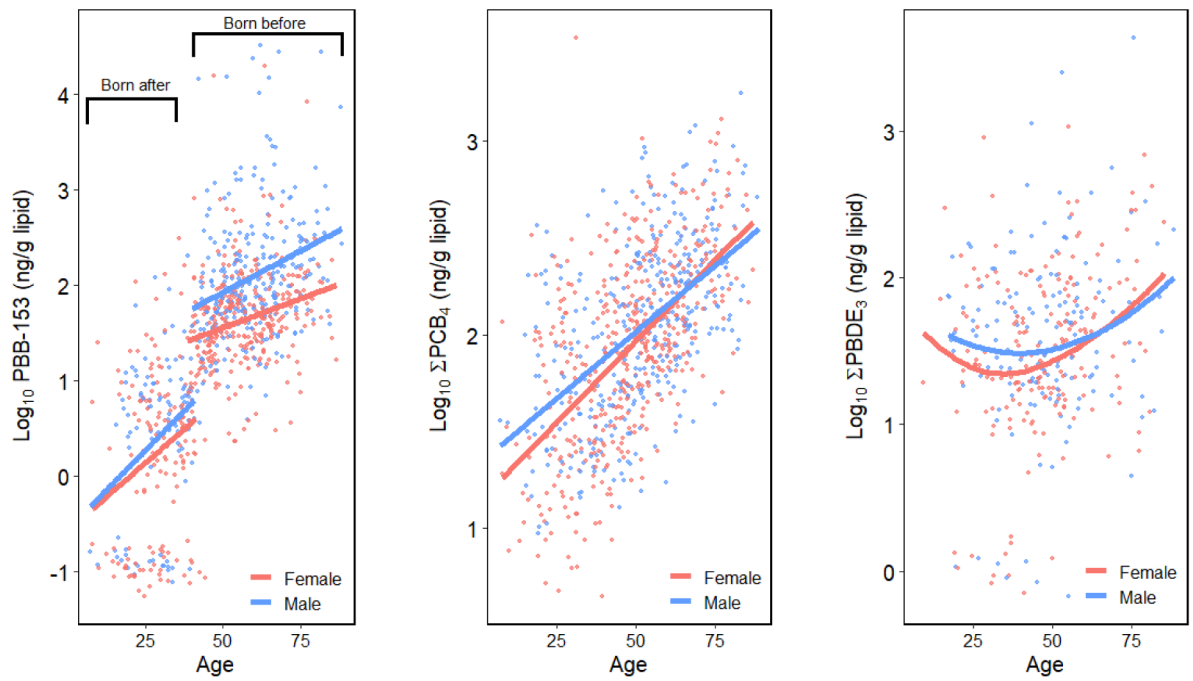 Born before
Born after
4
3
2
1
0
-1
Log10 PBB-153 (ng/g lipid)
Female
Male
25
50
75
Age
3
2
1
Log10 ΣPCB4 (ng/g lipid)
Female
Male
25
50
75
Age
3
2
1
0
Log10 ΣPBDE3 (ng/g lipid)
Female
Male
25
50
75
Age